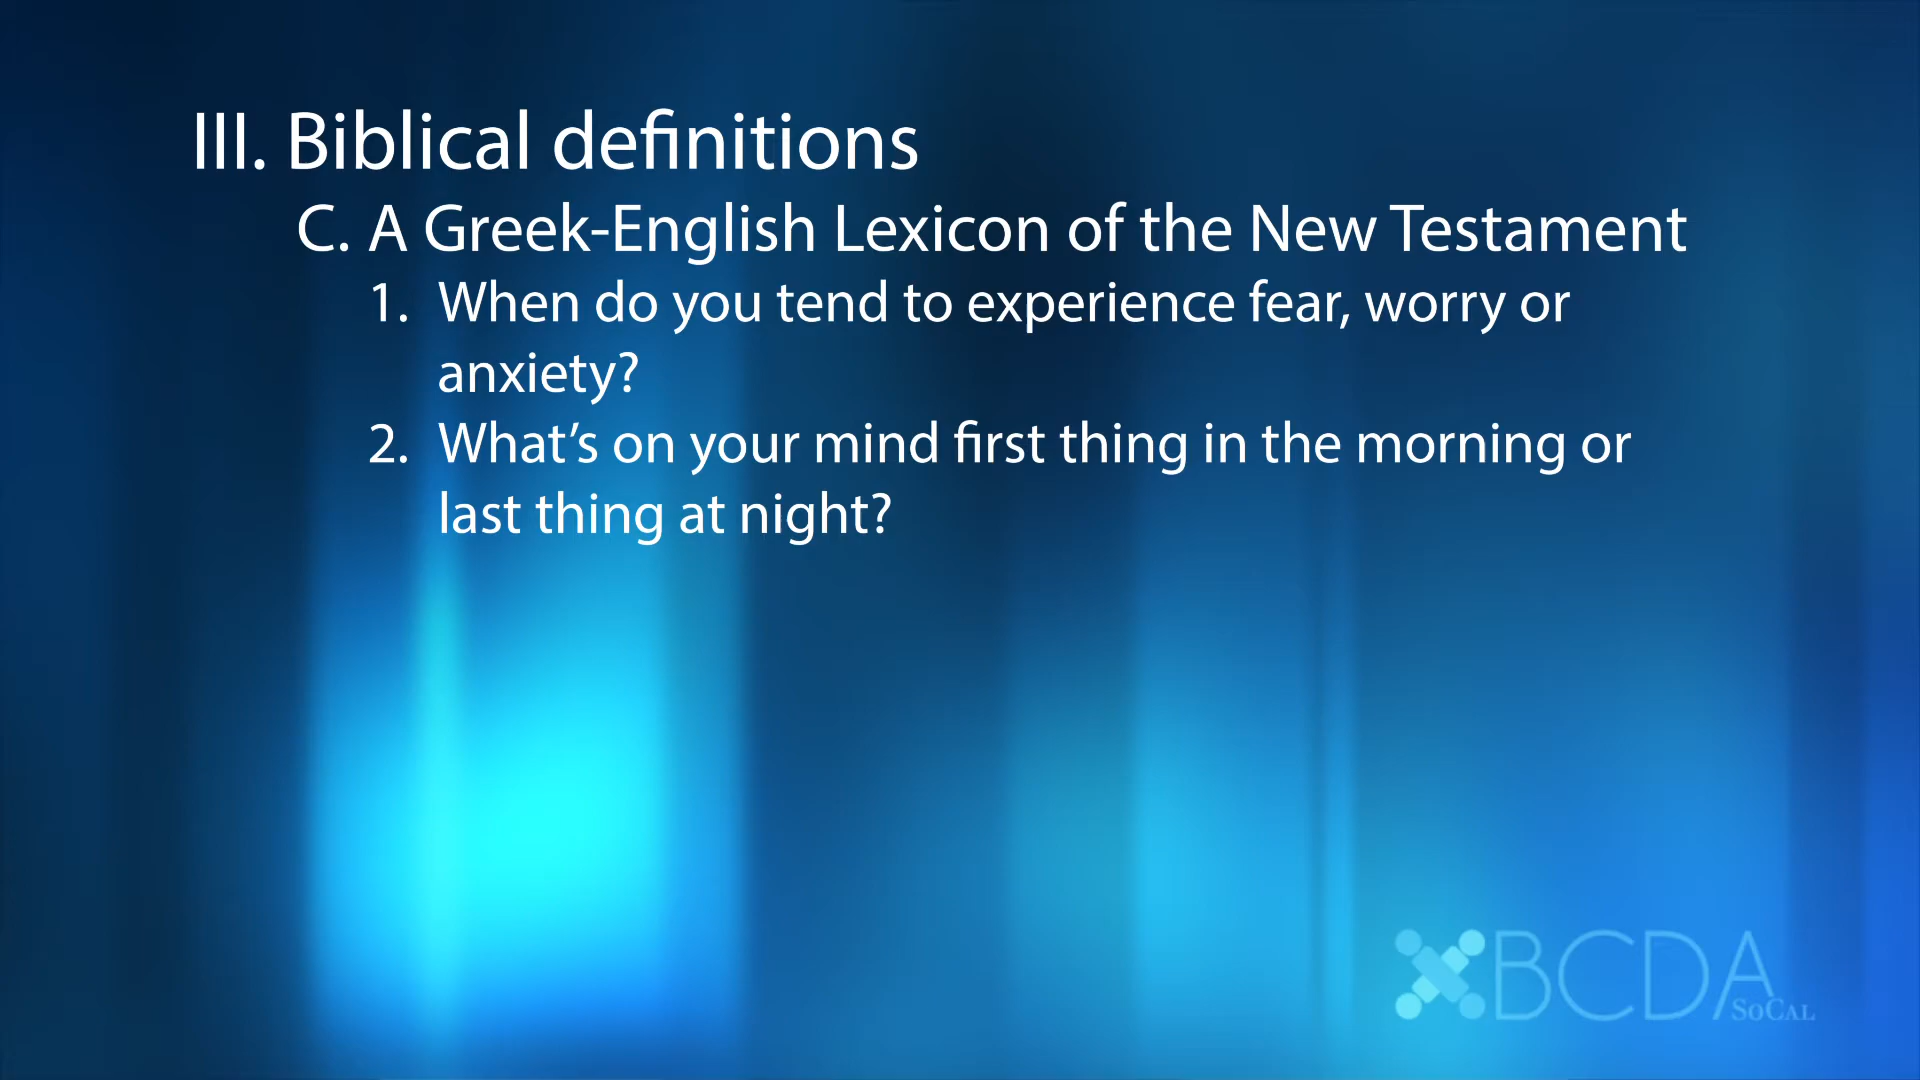 III. Biblical definitions
C. A Greek-English Lexicon of the New Testament
1. When do you tend to experience fear, worry or
anxiety?
2. What’s on your mind first thing in the morning or
last thing at night?
BCDA
SoCal